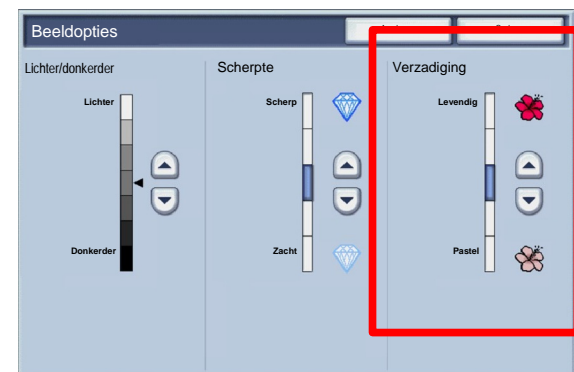 Beeldopties
Lichter/donkerder
Lichter
Donkerder
Scherpte
Scherp
Zacht
Verzadiging
Levendig
Pastel